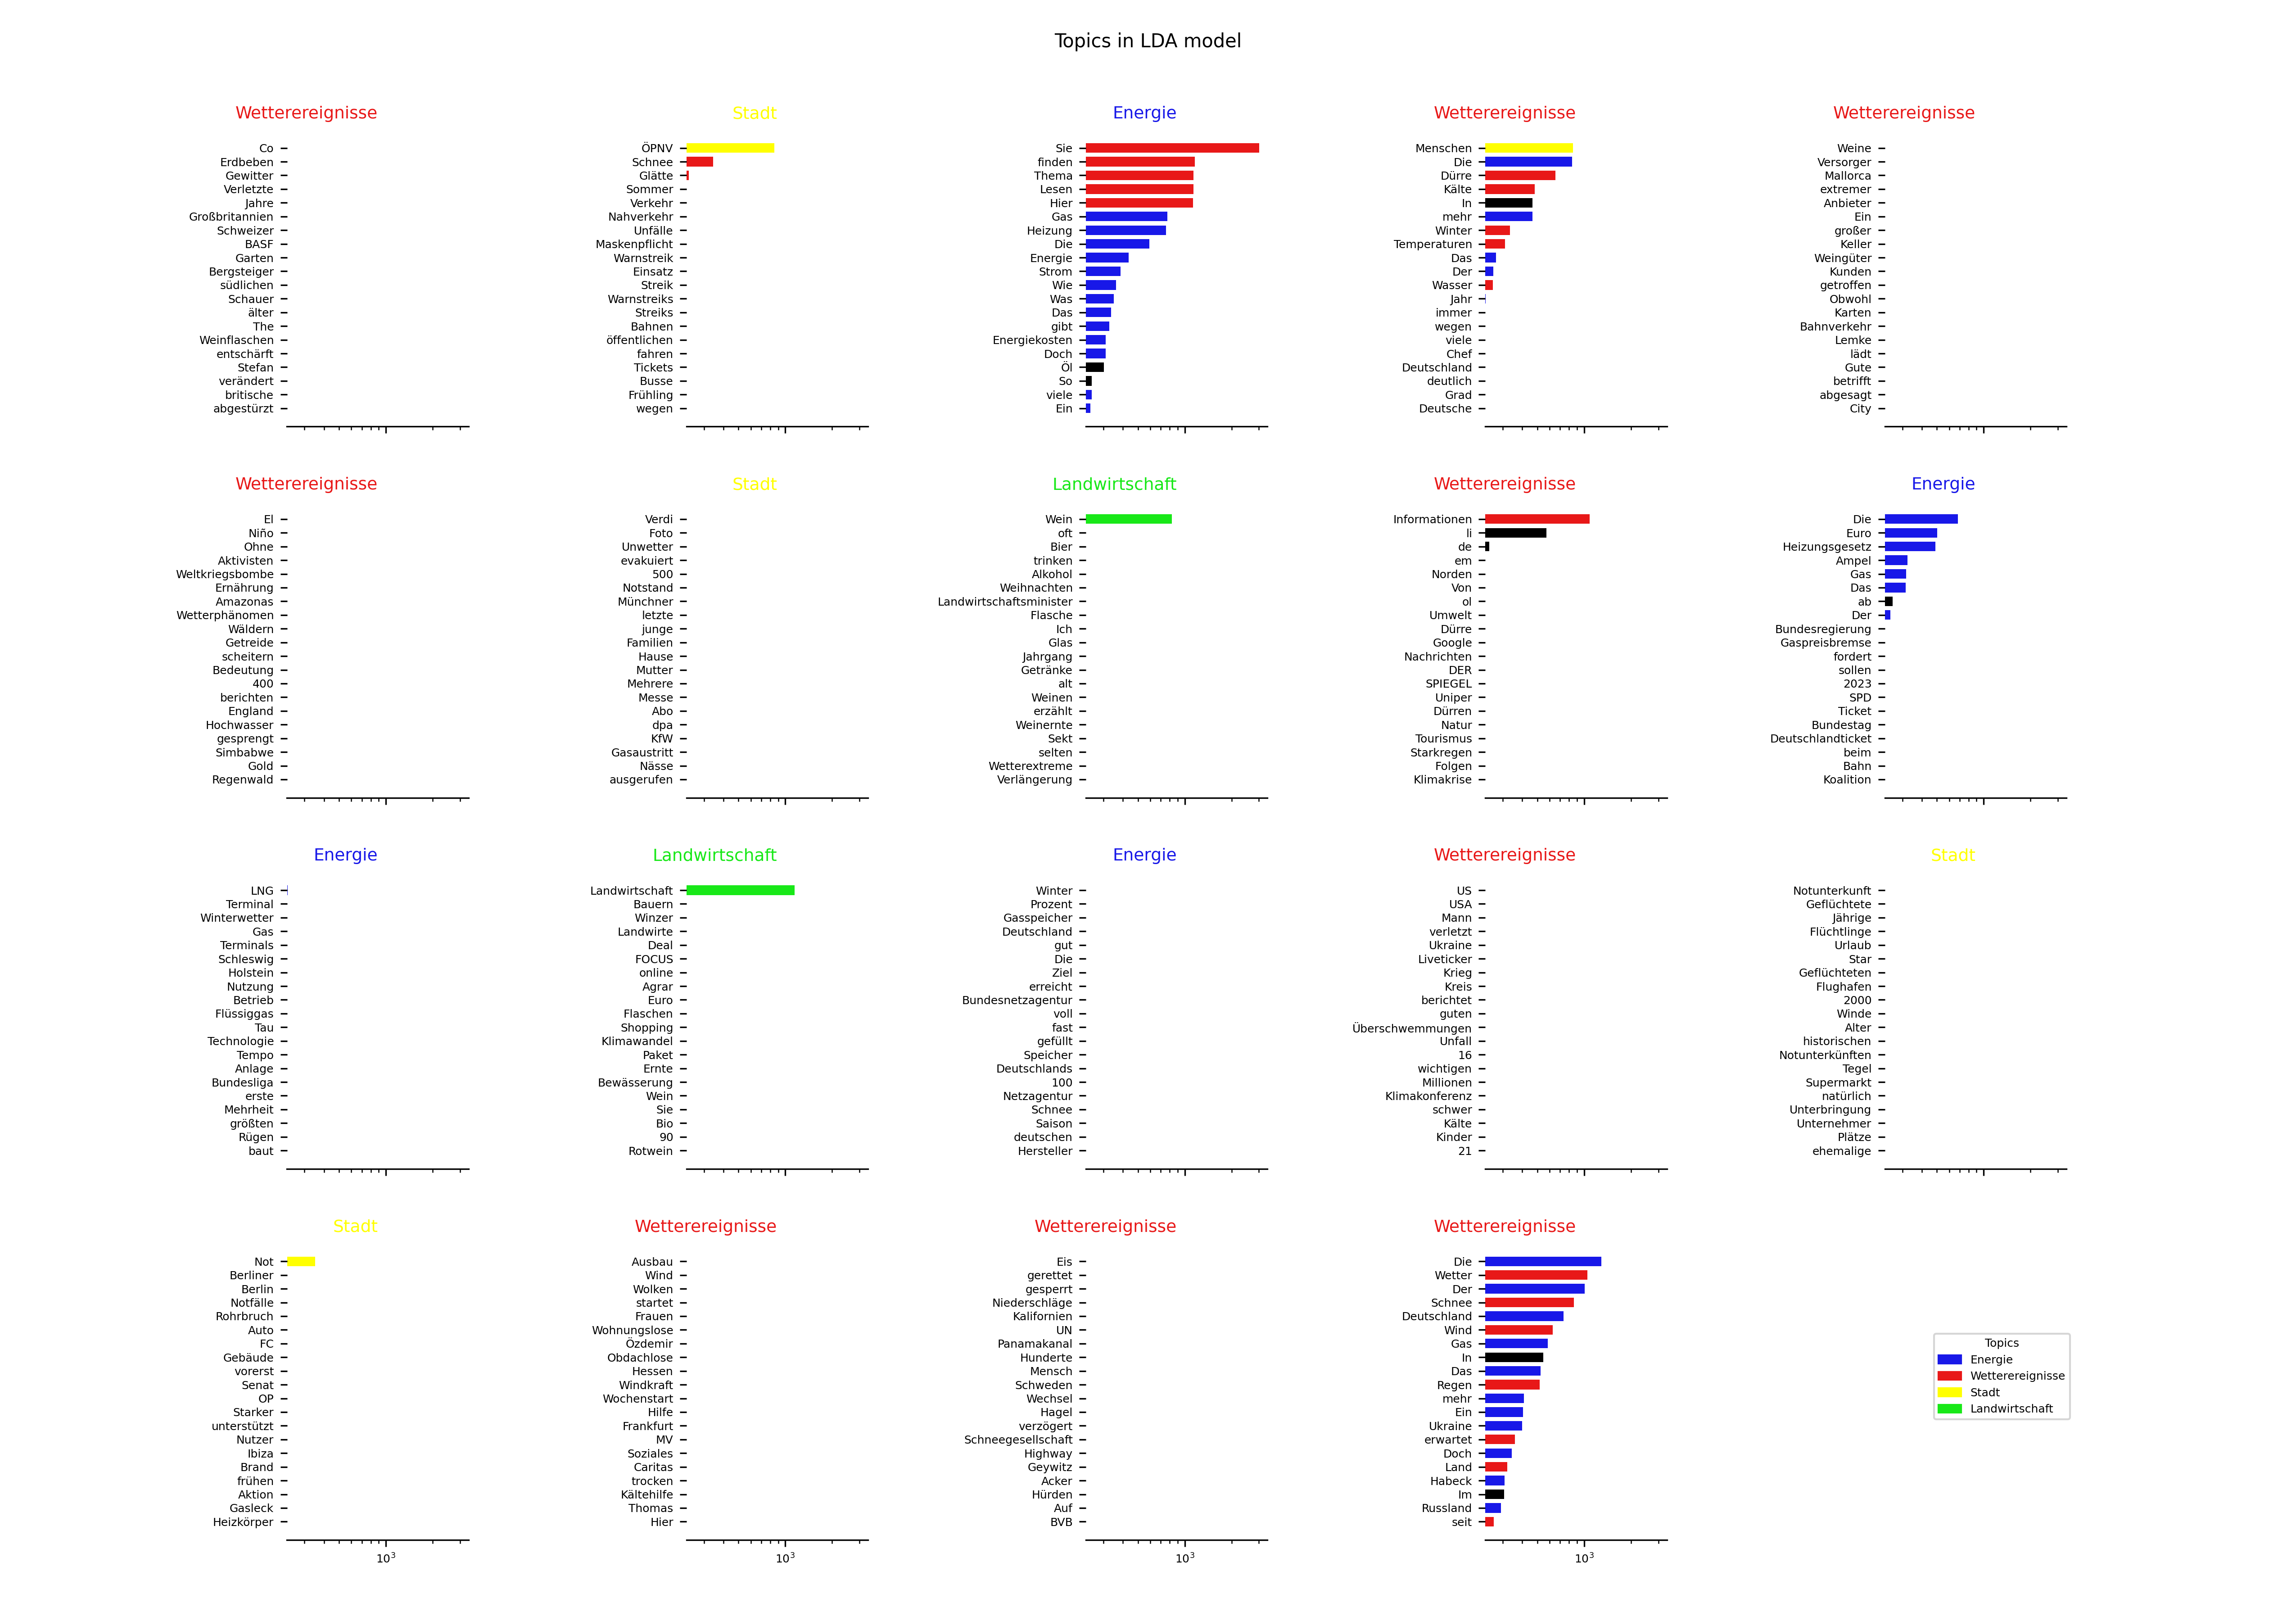 Topics in LDA model
Wetterereignisse
Co
Erdbeben
Gewitter
Verletzte
Jahre
Großbritannien
Schweizer
BASF
Garten
Bergsteiger
südlichen
Schauer
älter
The
Weinflaschen
entschärft
Stefan
verändert
britische
abgestürzt
Stadt
ÖPNV
Schnee
Glätte
Sommer
Verkehr
Nahverkehr
Unfälle
Maskenpflicht
Warnstreik
Einsatz
Streik
Warnstreiks
Streiks
Bahnen
öffentlichen
fahren
Tickets
Busse
Frühling
wegen
Energie
Sie
finden
Thema
Lesen
Hier
Gas
Heizung
Die
Energie
Strom
Wie
Was
Das
gibt
Energiekosten
Doch
Öl
So
viele
Ein
Wetterereignisse
Menschen
Die
Dürre
Kälte
In
mehr
Winter
Temperaturen
Das
Der
Wasser
Jahr
immer
wegen
viele
Chef
Deutschland
deutlich
Grad
Deutsche
Wetterereignisse
Weine
Versorger
Mallorca
extremer
Anbieter
Ein
großer
Keller
Weingüter
Kunden
getroffen
Obwohl
Karten
Bahnverkehr
Lemke
lädt
Gute
betrifft
abgesagt
City
Wetterereignisse
El
Niño
Ohne
Aktivisten
Weltkriegsbombe
Ernährung
Amazonas
Wetterphänomen
Wäldern
Getreide
scheitern
Bedeutung
400
berichten
England
Hochwasser
gesprengt
Simbabwe
Gold
Regenwald
Stadt
Verdi
Foto
Unwetter
evakuiert
500
Notstand
Münchner
letzte
junge
Familien
Hause
Mutter
Mehrere
Messe
Abo
dpa
KfW
Gasaustritt
Nässe
ausgerufen
Landwirtschaft
Wein
oft
Bier
trinken
Alkohol
Weihnachten
Landwirtschaftsminister
Flasche
Ich
Glas
Jahrgang
Getränke
alt
Weinen
erzählt
Weinernte
Sekt
selten
Wetterextreme
Verlängerung
Wetterereignisse
Informationen
li
de
em
Norden
Von
ol
Umwelt
Dürre
Google
Nachrichten
DER
SPIEGEL
Uniper
Dürren
Natur
Tourismus
Starkregen
Folgen
Klimakrise
Energie
Die
Euro
Heizungsgesetz
Ampel
Gas
Das
ab
Der
Bundesregierung
Gaspreisbremse
fordert
sollen
2023
SPD
Ticket
Bundestag
Deutschlandticket
beim
Bahn
Koalition
Energie
LNG
Terminal
Winterwetter
Gas
Terminals
Schleswig
Holstein
Nutzung
Betrieb
Flüssiggas
Tau
Technologie
Tempo
Anlage
Bundesliga
erste
Mehrheit
größten
Rügen
baut
Landwirtschaft
Landwirtschaft
Bauern
Winzer
Landwirte
Deal
FOCUS
online
Agrar
Euro
Flaschen
Shopping
Klimawandel
Paket
Ernte
Bewässerung
Wein
Sie
Bio
90
Rotwein
Energie
Winter
Prozent
Gasspeicher
Deutschland
gut
Die
Ziel
erreicht
Bundesnetzagentur
voll
fast
gefüllt
Speicher
Deutschlands
100
Netzagentur
Schnee
Saison
deutschen
Hersteller
Wetterereignisse
US
USA
Mann
verletzt
Ukraine
Liveticker
Krieg
Kreis
berichtet
guten
Überschwemmungen
Unfall
16
wichtigen
Millionen
Klimakonferenz
schwer
Kälte
Kinder
21
Stadt
Notunterkunft
Geflüchtete
Jährige
Flüchtlinge
Urlaub
Star
Geflüchteten
Flughafen
2000
Winde
Alter
historischen
Notunterkünften
Tegel
Supermarkt
natürlich
Unterbringung
Unternehmer
Plätze
ehemalige
Stadt
Not
Berliner
Berlin
Notfälle
Rohrbruch
Auto
FC
Gebäude
vorerst
Senat
OP
Starker
unterstützt
Nutzer
Ibiza
Brand
frühen
Aktion
Gasleck
Heizkörper
10³
Wetterereignisse
Ausbau
Wind
Wolken
startet
Frauen
Wohnungslose
Özdemir
Obdachlose
Hessen
Windkraft
Wochenstart
Hilfe
Frankfurt
MV
Soziales
Caritas
trocken
Kältehilfe
Thomas
Hier
10³
Wetterereignisse
Eis
gerettet
gesperrt
Niederschläge
Kalifornien
UN
Panamakanal
Hunderte
Mensch
Schweden
Wechsel
Hagel
verzögert
Schneegesellschaft
Highway
Geywitz
Acker
Hürden
Auf
BVB
10³
Wetterereignisse
Die
Wetter
Der
Schnee
Deutschland
Wind
Gas
In
Das
Regen
mehr
Ein
Ukraine
erwartet
Doch
Land
Habeck
Im
Russland
seit
10³
Topics
Energie
Wetterereignisse
Stadt
Landwirtschaft